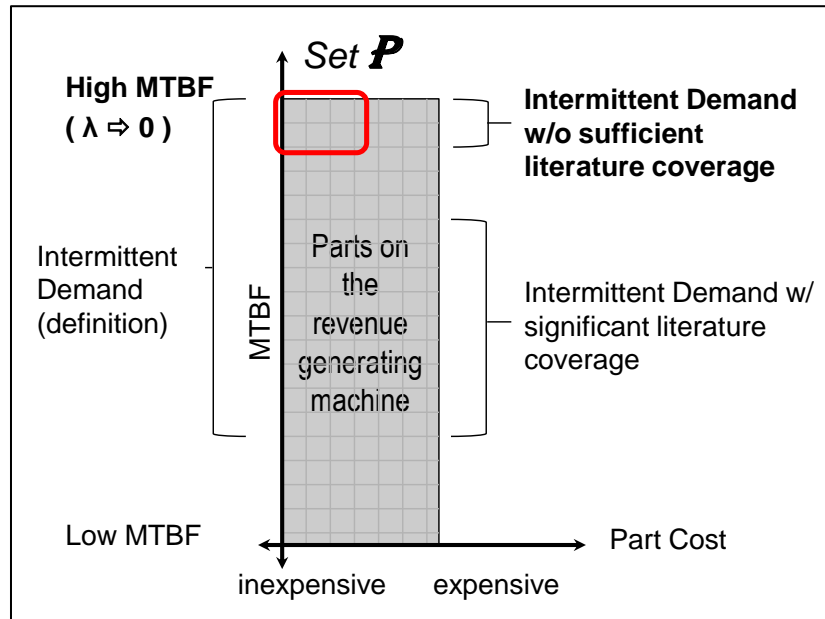 Set P
High MTBF
( λ ⇨ 0 )
Intermittent Demand
w/o sufficient
literature coverage
Intermittent
Demand
(definition)
MTBF
Parts on
the
revenue
generating
machine
Intermittent Demand w/
significant literature
coverage
Low MTBF
Part Cost
inexpensive
expensive